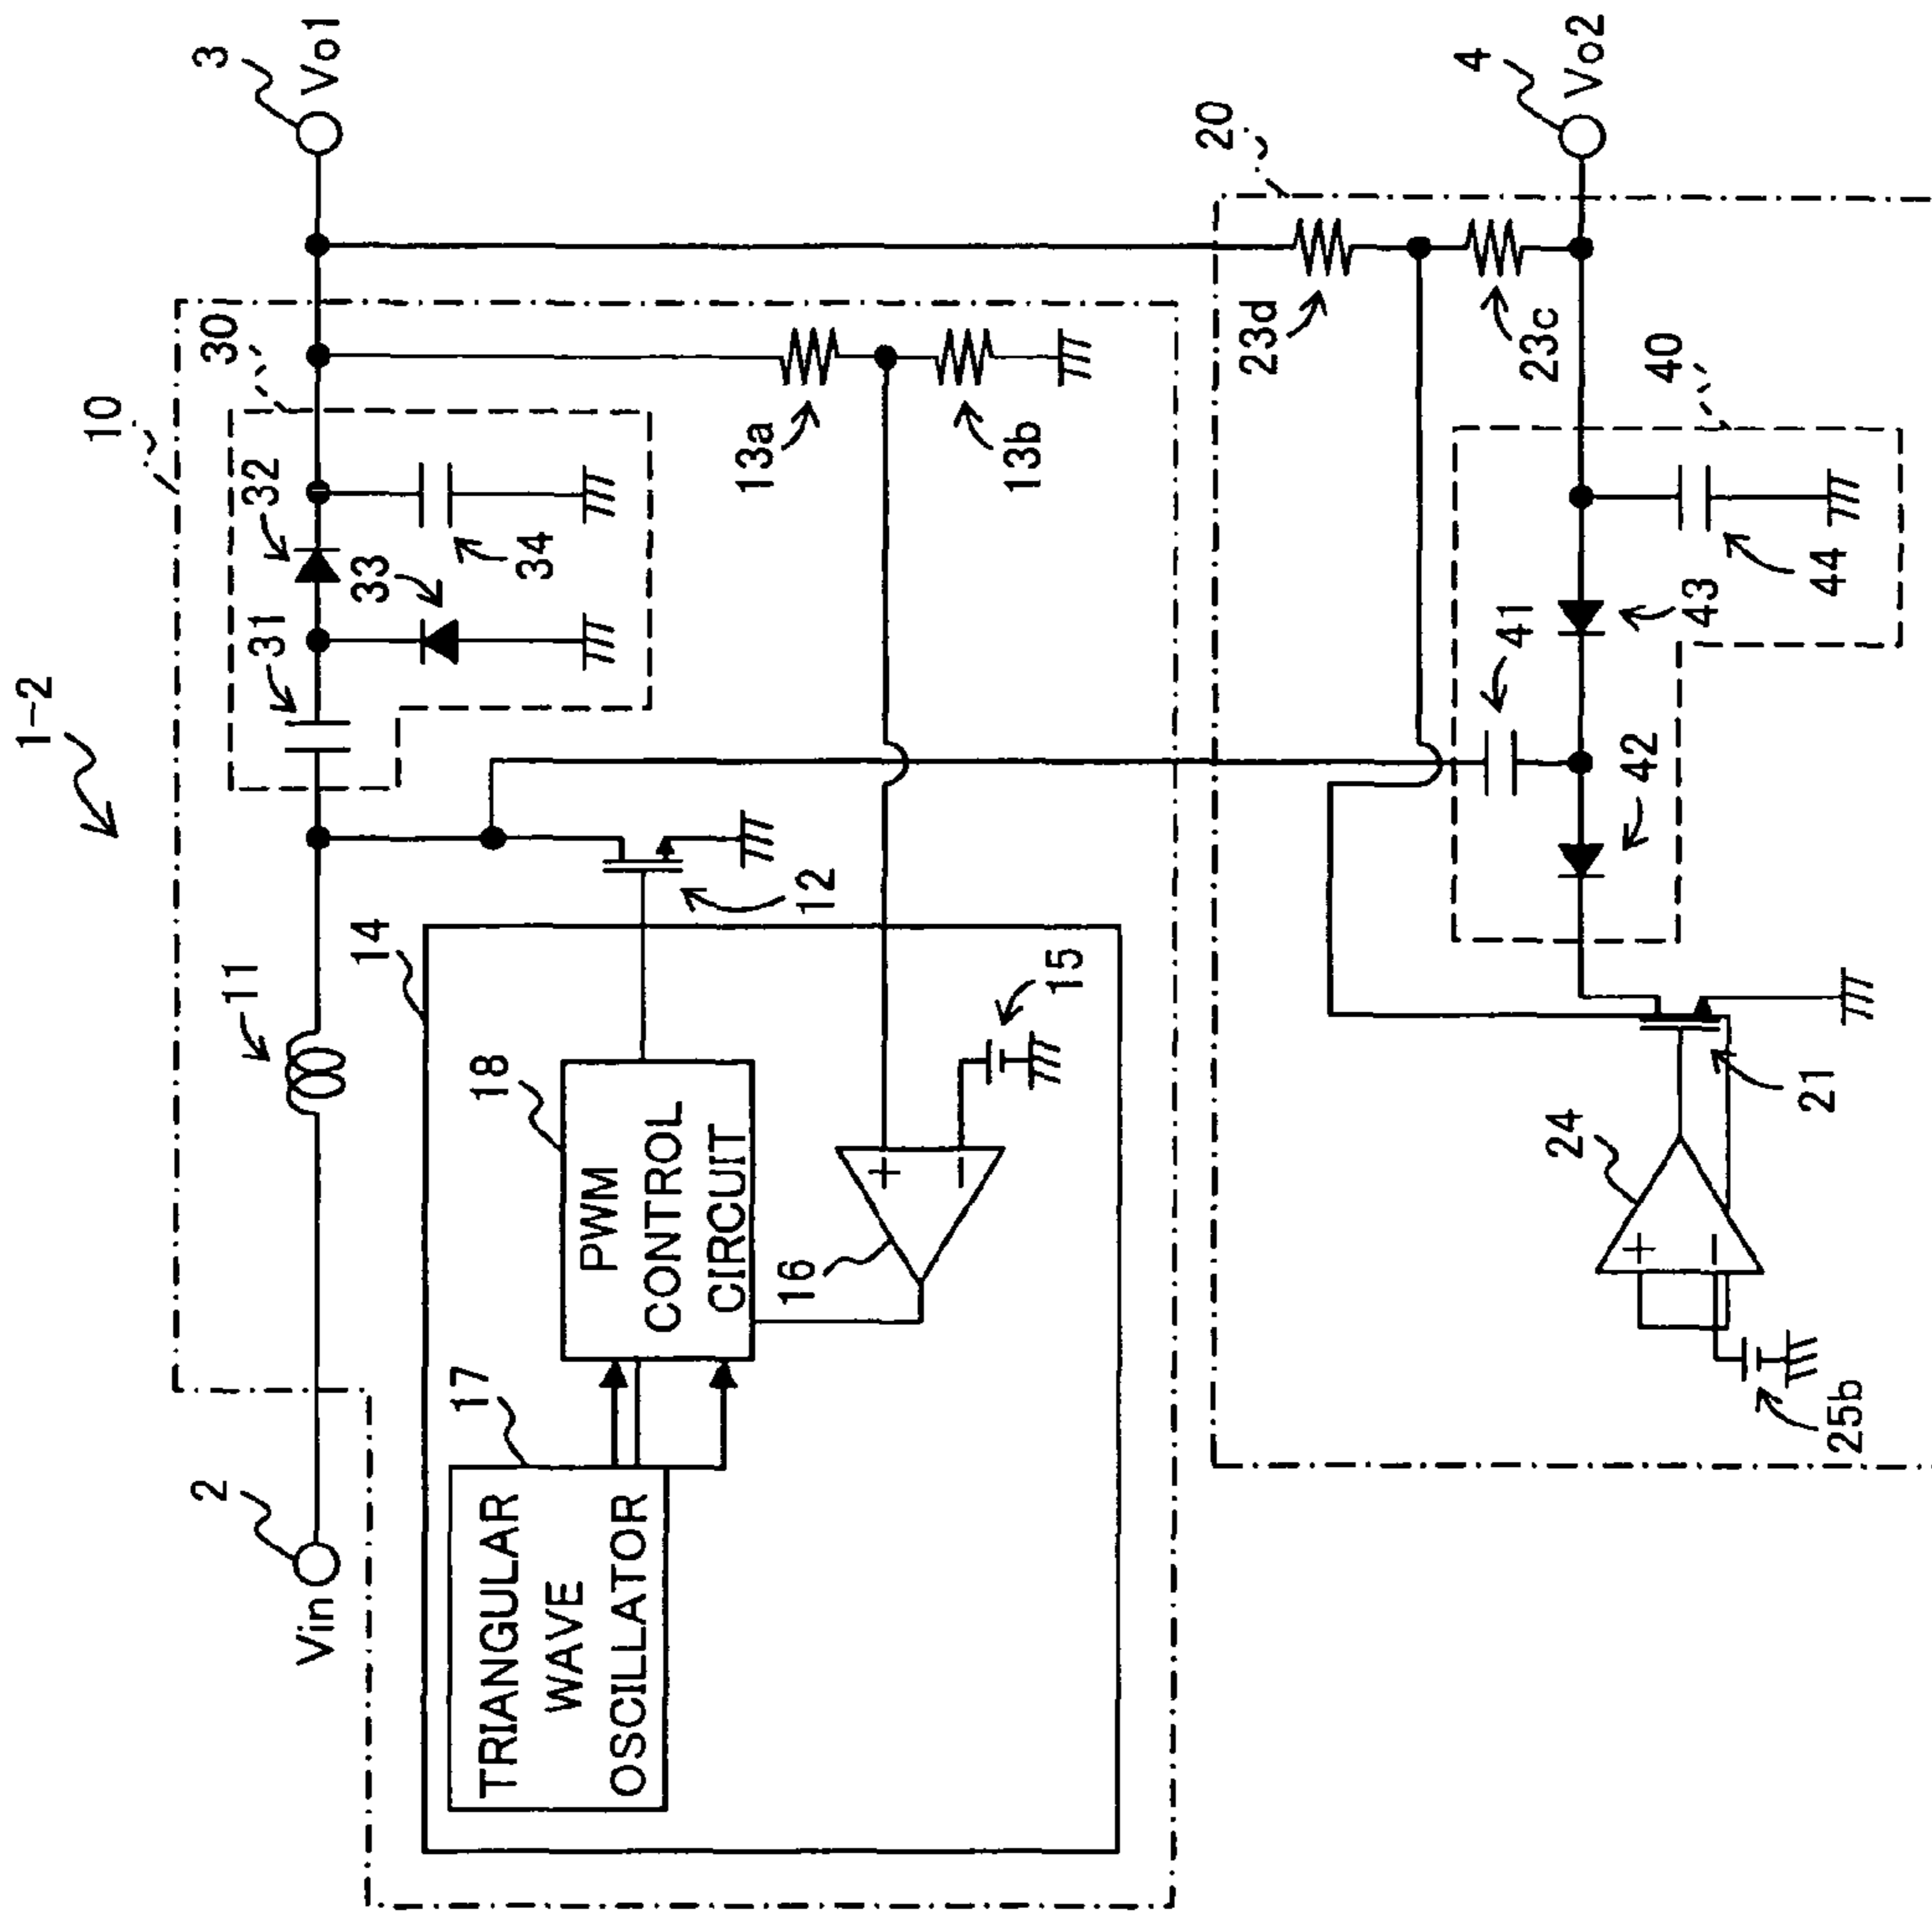 1-2
10
30
2
Vin
11
31
32
33
34
3
Vo1
14
12
13a
13b
17
TRIANGULAR
WAVE
OSCILLATOR
18
PWM
CONTROL
CIRCUIT
16
+
−
15
20
23d
23c
4
Vo2
40
41
42
43
44
24
+
−
21
25b